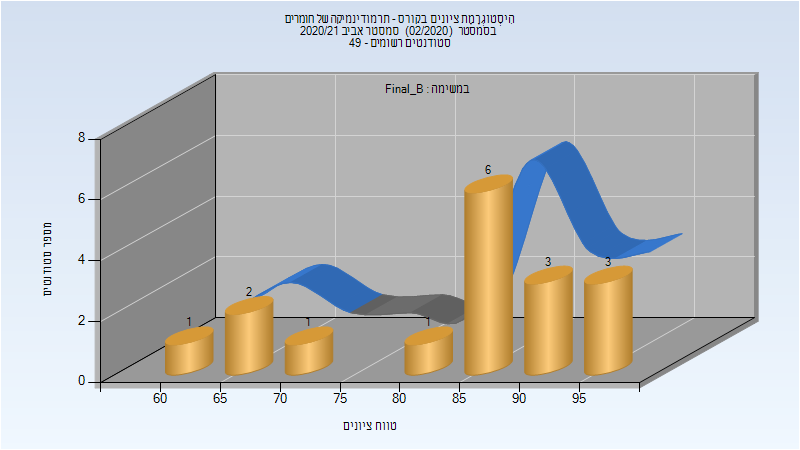 היסטוגרמת ציונים בקורס - תרמודינמיקה של חומרים
בסמסטר (02/2020) סמסטר אביב 2020/21
סטודנטים רשומים - 49
במשימה : Final_B
8
6
4
2
0
מספר סטודנטים
1
2
1
1
6
3
3
60 65 70 75 80 85 90 95
טווח ציונים